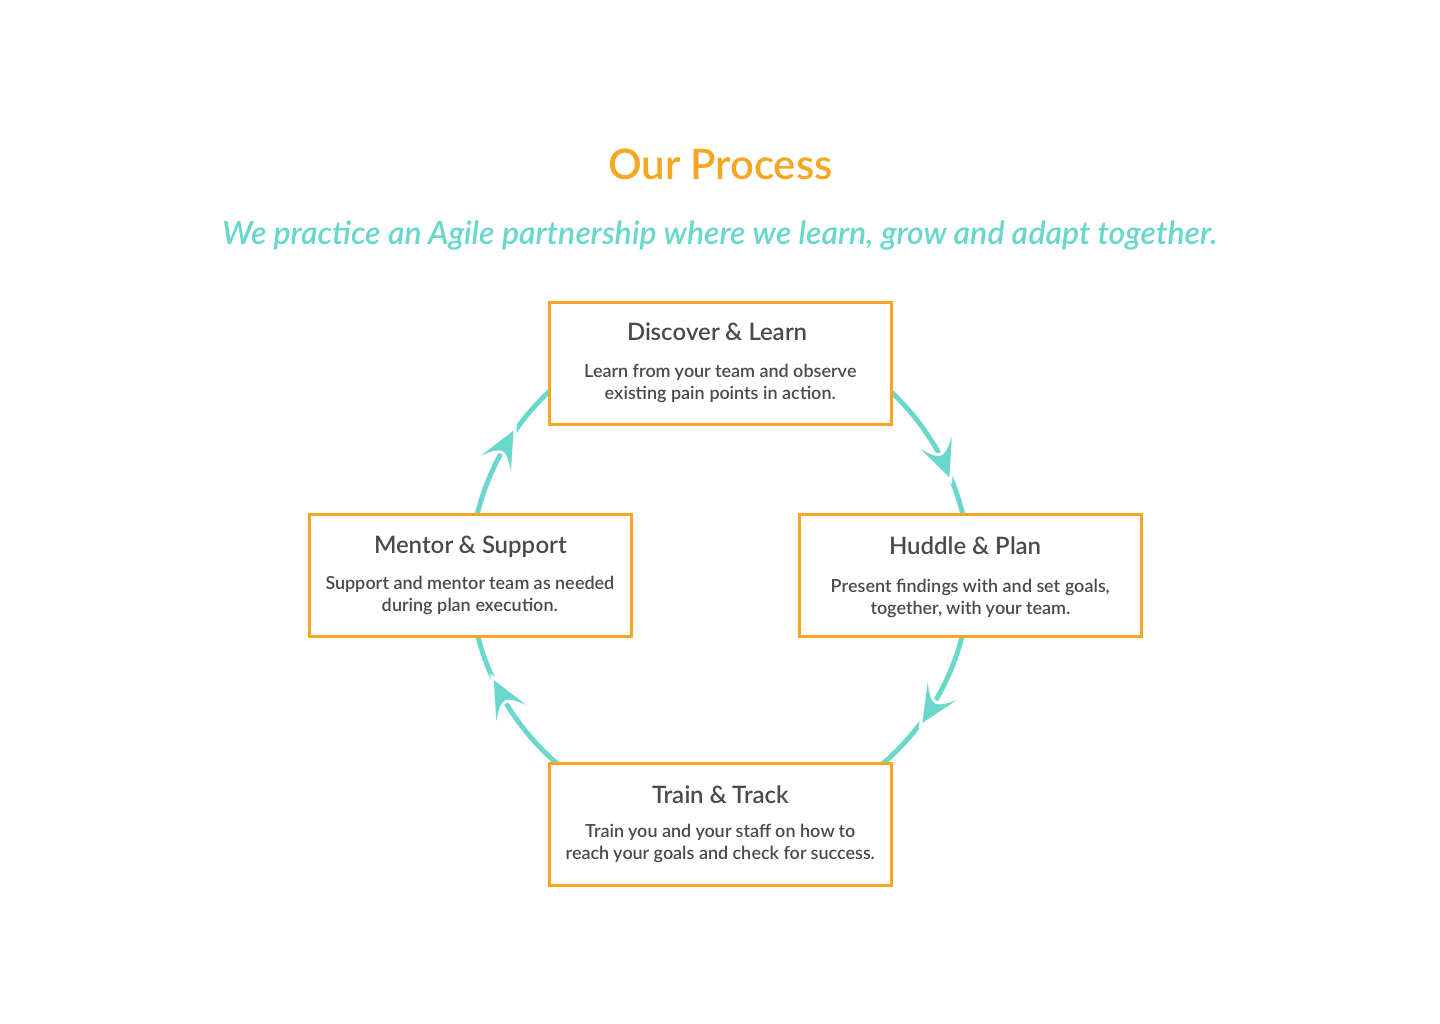 Our Process
We practice an Agile partnership where we learn, grow and adapt together.
Discover & Learn
Learn from your team and observe
existing pain points in action.
Mentor & Support
Support and mentor team as needed
during plan execution.
Huddle & Plan
Present findings with and set goals,
together, with your team.
Train & Track
Train you and your staff on how to
reach your goals and check for success.